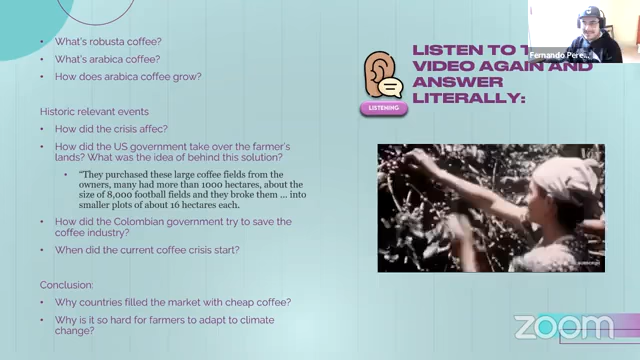 • What's robusta coffee?
• What's arabica coffee?
• How does arabica coffee grow?
Historic relevant events
• How did the crisis affec?
• How did the US government take over the farmer's
lands? What was the idea of behind this solution?
• "They purchased these large coffee fields from the
owners, many had more than 1000 hectares, about the
size of 8,000 football fields and they broke them ... into
smaller plots of about 16 hectares each.
• How did the Colombian government try to save the
coffee industry?
• When did the current coffee crisis start?
Conclusion:
• Why countries filled the market with cheap coffee?
• Why is it so hard for farmers to adapt to climate
change?
LISTENING
LISTEN TO T
VIDEO AGAIN AND
ANSWER
LITERALLY:
Fernando Pere
zoom